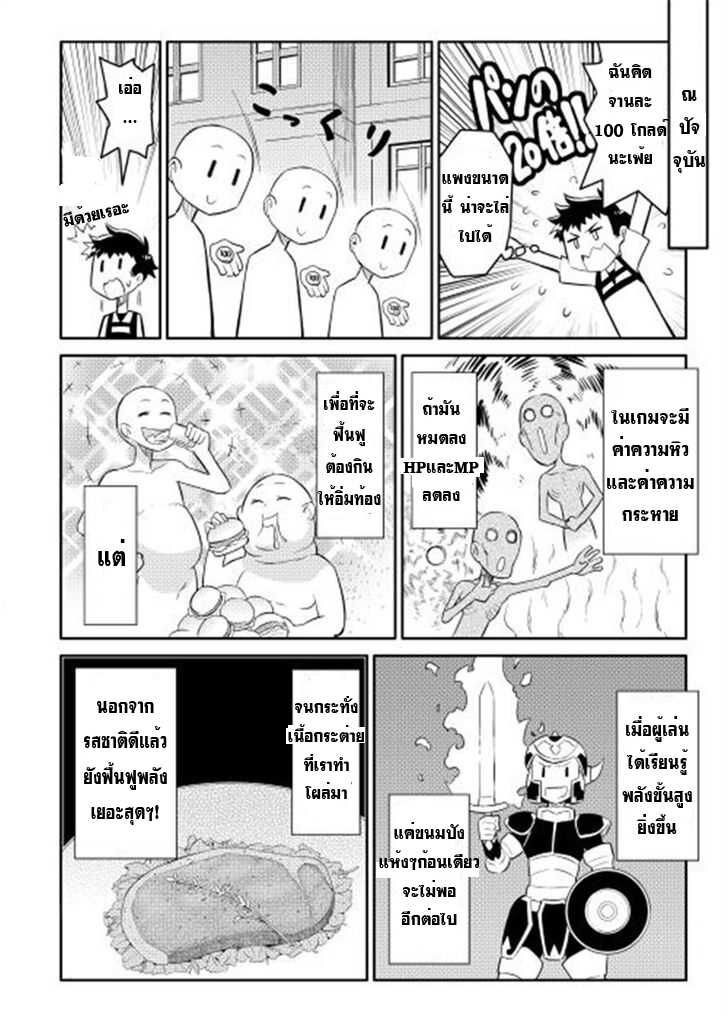 ณ
ปัจ
จุบัน
ฉันคิด
จานละ
100 โกลด์
นะเฟ้ย
パンの
20倍!!
แพงขนาด
นี้ น่าจะไล่
ไปได้
こっくり
100
100
100
เอ่อ
...
มีด้วยเรอะ
ในเกมจะมี
ค่าความหิว
และค่าความ
กระหาย
ถ้ามัน
หมดลง
HPและMP
ลดลง
เพื่อที่จะ
ฟื้นฟู
ต้องกิน
ให้อิ่มท้อง
แต่
เมื่อผู้เล่น
ได้เรียนรู้
พลังขั้นสูง
ยิ่งขึ้น
แค่ขนมปัง
แห้งๆก้อนเดียว
จะไม่พอ
อีกต่อไป
จนกระทั่ง
เนื้อกระต่าย
ที่เราทำ
โผล่มา
นอกจาก
รสชาติดีแล้ว
ยังฟื้นฟูพลัง
เยอะสุดๆ!